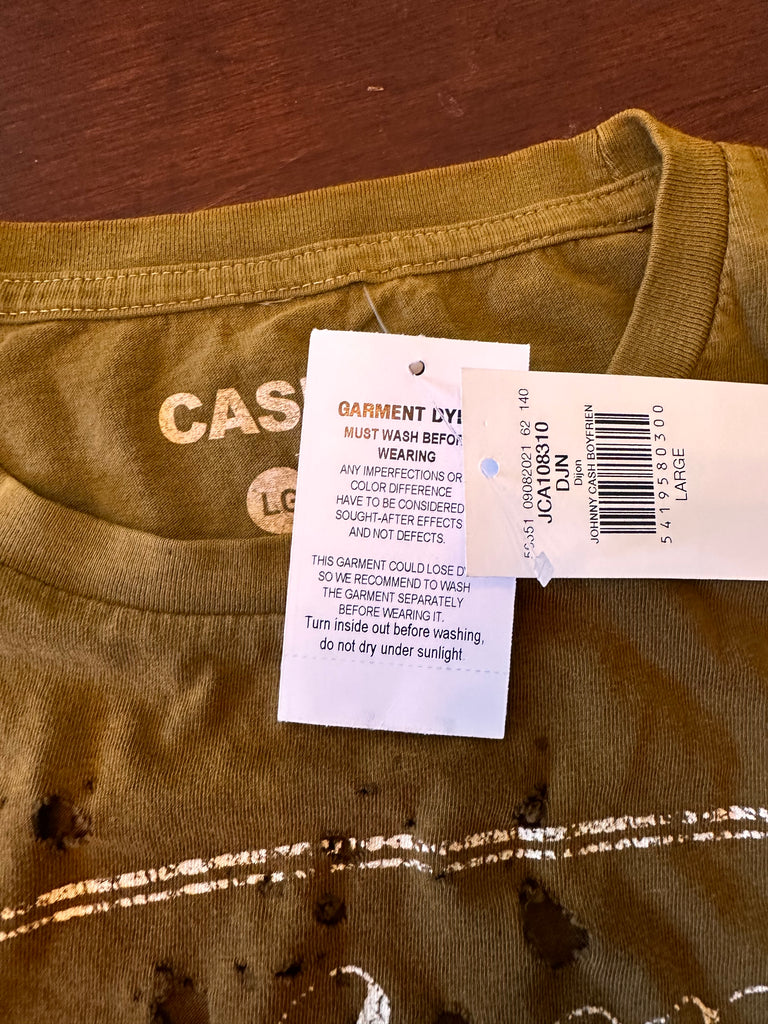 CAS
LG
GARMENT DY
MUST WASH BEFOR
WEARING
ANY IMPERFECTIONS OR
COLOR DIFFERENCE
HAVE TO BE CONSIDERED
SOUGHT-AFTER EFFECTS
AND NOT DEFECTS.
THIS GARMENT COULD LOSE D
SO WE RECOMMEND TO WASH
THE GARMENT SEPARATELY
BEFORE WEARING IT.
Turn inside out before washing,
do not dry under sunlight
09082021 62 140
JCA108310
DJN
Dijon
JOHNNY CASH BOYFRIEN
5419580300
LARGE